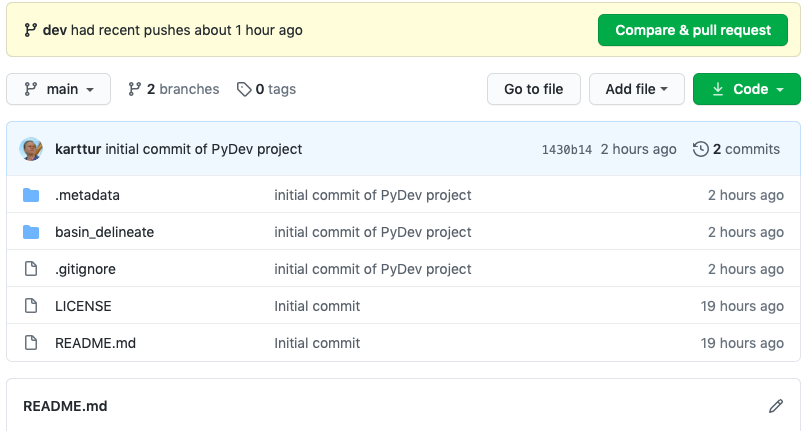 dev had recent pushes about 1 hour ago Compare & pull request
main 2 branches 0 tags Go to file Add file Code
karttur initial commit of PyDev project 1430b14 2 hours ago 2 commits
.metadata initial commit of PyDev project 2 hours ago
basin_delineate initial commit of PyDev project 2 hours ago
.gitignore initial commit of PyDev project 2 hours ago
LICENSE Initial commit 19 hours ago
README.md Initial commit 19 hours ago
README.md